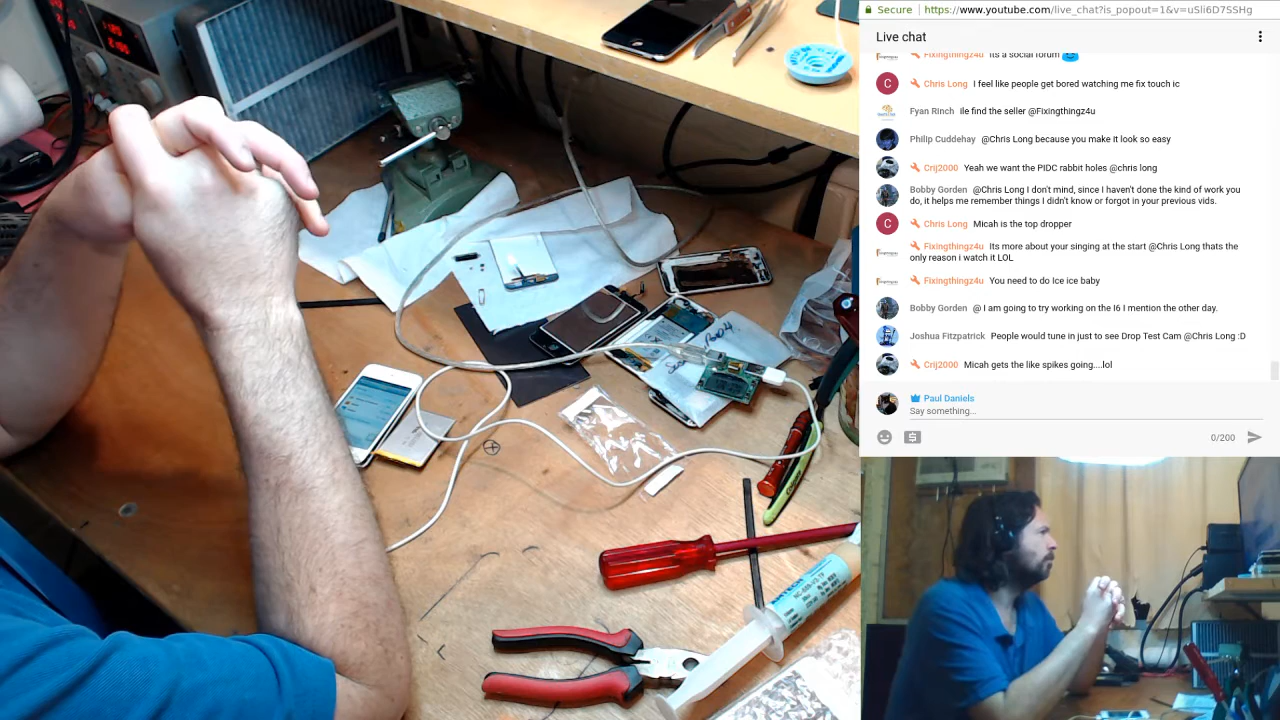 Secure https://www.youtube.com/live_chat?is_popout=1&v=uSli6D7SSHg
Live chat
Fixingthingz4u Its a social forum
Chris Long I feel like people get bored watching me fix touch ic
Fyan Rinch ile find the seller @Fixingthingz4u
Philip Cuddehay @Chris Long because you make it look so easy
Crij2000 Yeah we want the PIDC rabbit holes @chris long
Bobby Gorden @Chris Long I don't mind, since I haven't done the kind of work you
do, it helps me remember things I didn't know or forgot in your previous vids.
Chris Long Micah is the top dropper
Fixingthingz4u Its more about your singing at the start @Chris Long thats the
only reason i watch it LOL
Fixingthingz4u You need to do Ice ice baby
Bobby Gorden @ I am going to try working on the I6 I mention the other day.
Joshua Fitzpatrick People would tune in just to see Drop Test Cam @Chris Long :D
Crij2000 Micah gets the like spikes going....lol
Paul Daniels
Say something...
0/200